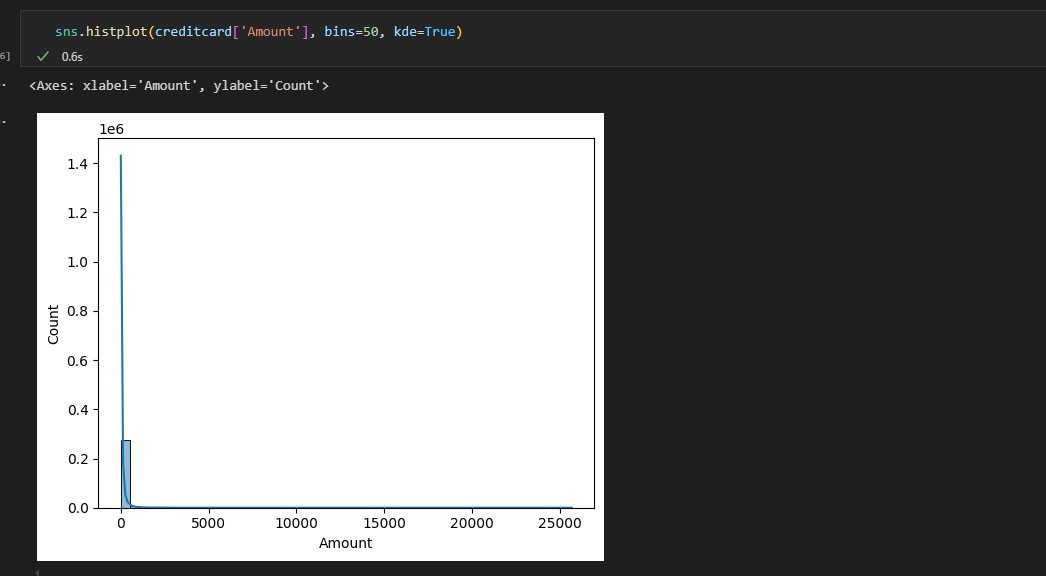 sns.histplot(creditcard['Amount'], bins=50, kde=True)
6]
0.6s
<Axes: xlabel='Amount', ylabel='Count'>
1e6
1.4
1.2
1.0
0.8
0.6
0.4
0.2
0.0
Count
0 5000 10000 15000 20000 25000
Amount